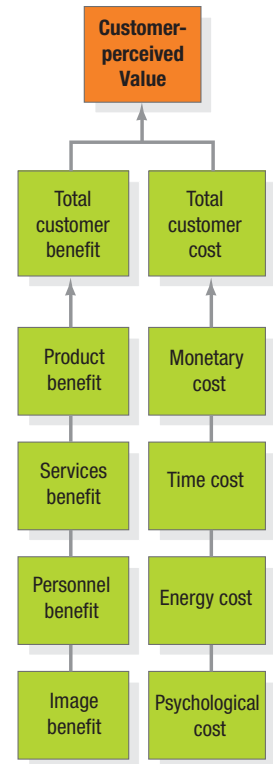 Customer-
perceived
Value
Total
customer
benefit
Total
customer
cost
Product
benefit
Monetary
cost
Services
benefit
Time cost
Personnel
benefit
Energy cost
Image
benefit
Psychological
cost